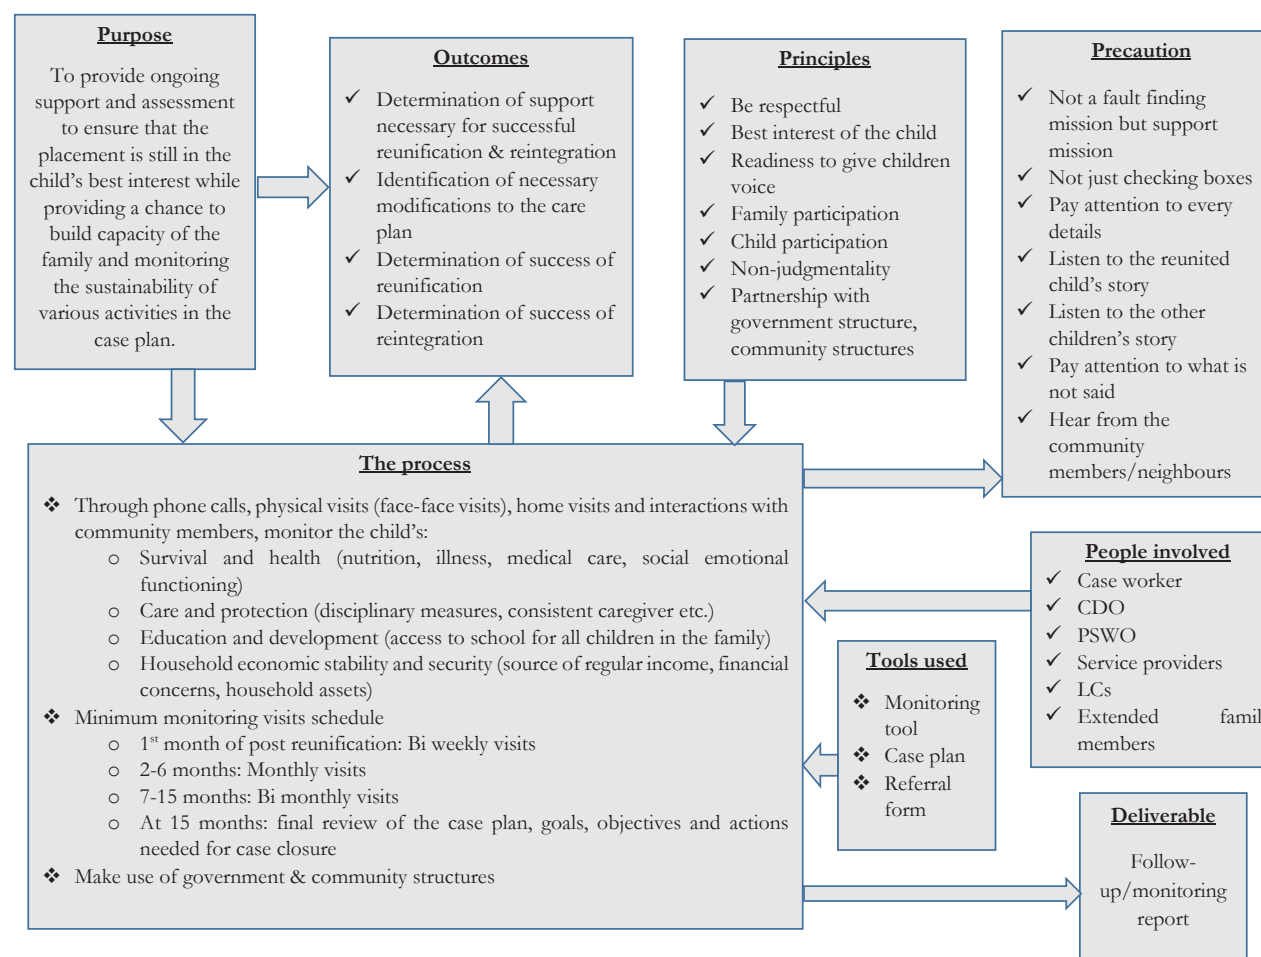 Purpose
To provide ongoing
support and assessment
to ensure that the
placement is still in the
child's best interest while
providing a chance to
build capacity of the
family and monitoring
the sustainability of
various activities in the
case plan.
Outcomes
✓ Determination of support
necessary for successful
reunification & reintegration
✓ Identification of necessary
modifications to the care
plan
✓ Determination of success of
reunification
✓ Determination of success of
reintegration
Principles
✓ Be respectful
✓ Best interest of the child
✓ Readiness to give children
voice
✓ Family participation
✓ Child participation
✓ Non-judgmentality
✓ Partnership with
government structure,
community structures
Precaution
✓ Not a fault finding
mission but support
mission
✓ Not just checking boxes
✓ Pay attention to every
details
✓ Listen to the reunited
child's story
✓ Listen to the other
children's story
✓ Pay attention to what is
not said
✓ Hear from the
community
members/neighbours
The process
❖ Through phone calls, physical visits (face-face visits), home visits and interactions with
community members, monitor the child's:
o Survival and health (nutrition, illness, medical care, social emotional
functioning)
o Care and protection (disciplinary measures, consistent caregiver etc.)
o Education and development (access to school for all children in the family)
o Household economic stability and security (source of regular income, financial
concerns, household assets)
❖ Minimum monitoring visits schedule
o 1st month of post reunification: Bi weekly visits
o 2-6 months: Monthly visits
o 7-15 months: Bi monthly visits
o At 15 months: final review of the case plan, goals, objectives and actions
needed for case closure
❖ Make use of government & community structures
People involved
✓ Case worker
✓ CDO
✓ PSWO
✓ Service providers
✓ LCs
✓ Extended famil
members
Tools used
❖ Monitoring
tool
❖ Case plan
❖ Referral
form
Deliverable
Follow-
up/monitoring
report